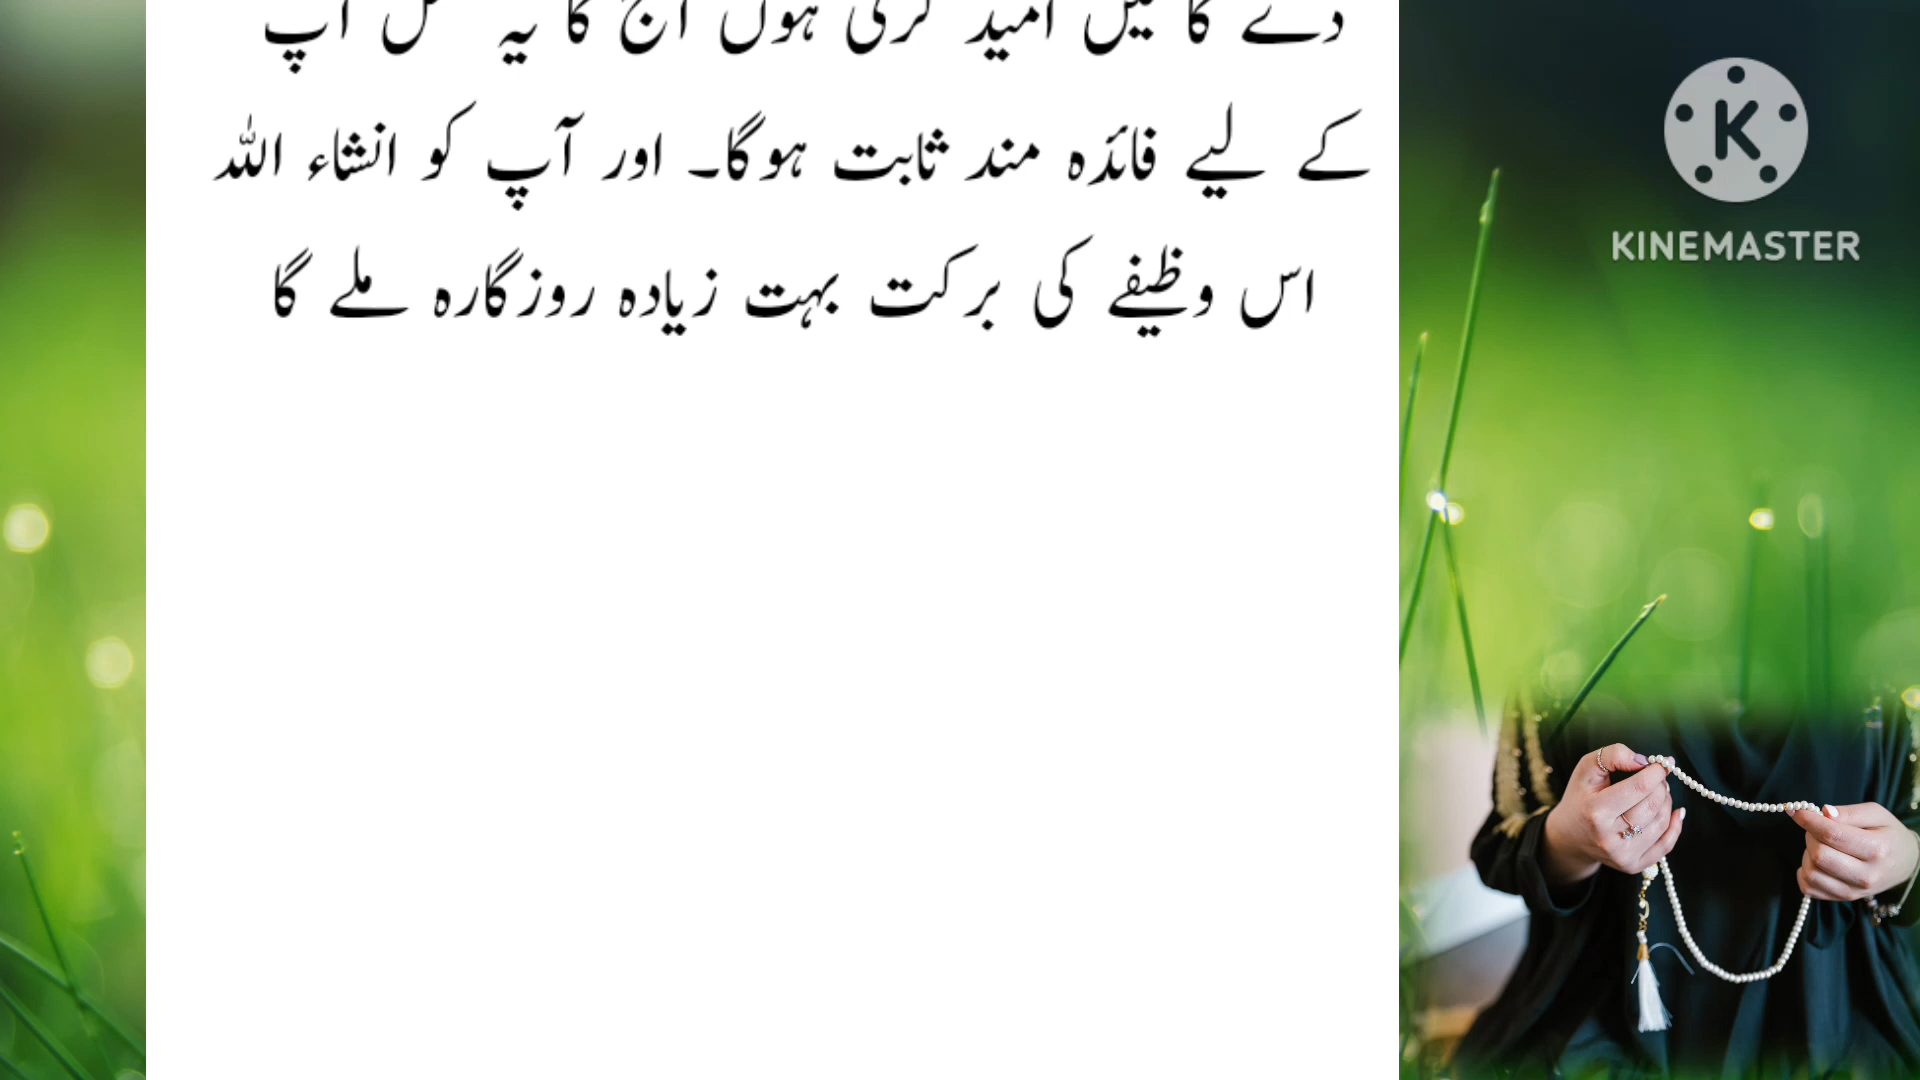 دے گا میں امید کرتی ہوں آج کا یہ عمل آپ
کے لیے فائدہ مند ثابت ہوگا۔ اور آپ کو انشاء اللہ
اس وظیفے کی برکت بہت زیادہ روزگارہ ملے گا
KINEMASTER